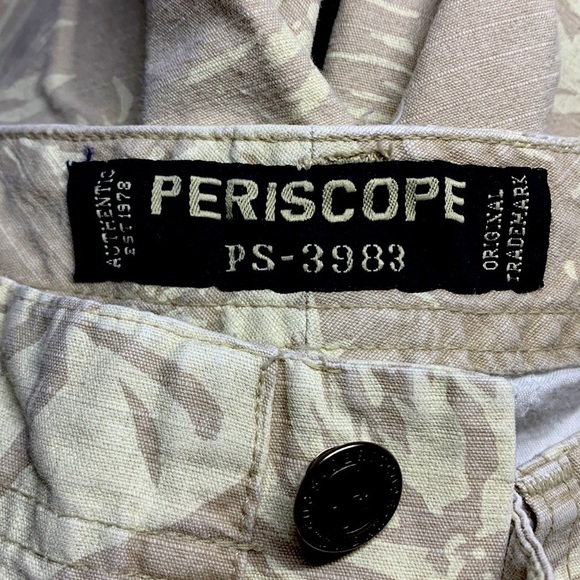 AUTHENTIC
EST 1978
PERISCOPE
PS-3983
ORIGINAL
TRADEMARK